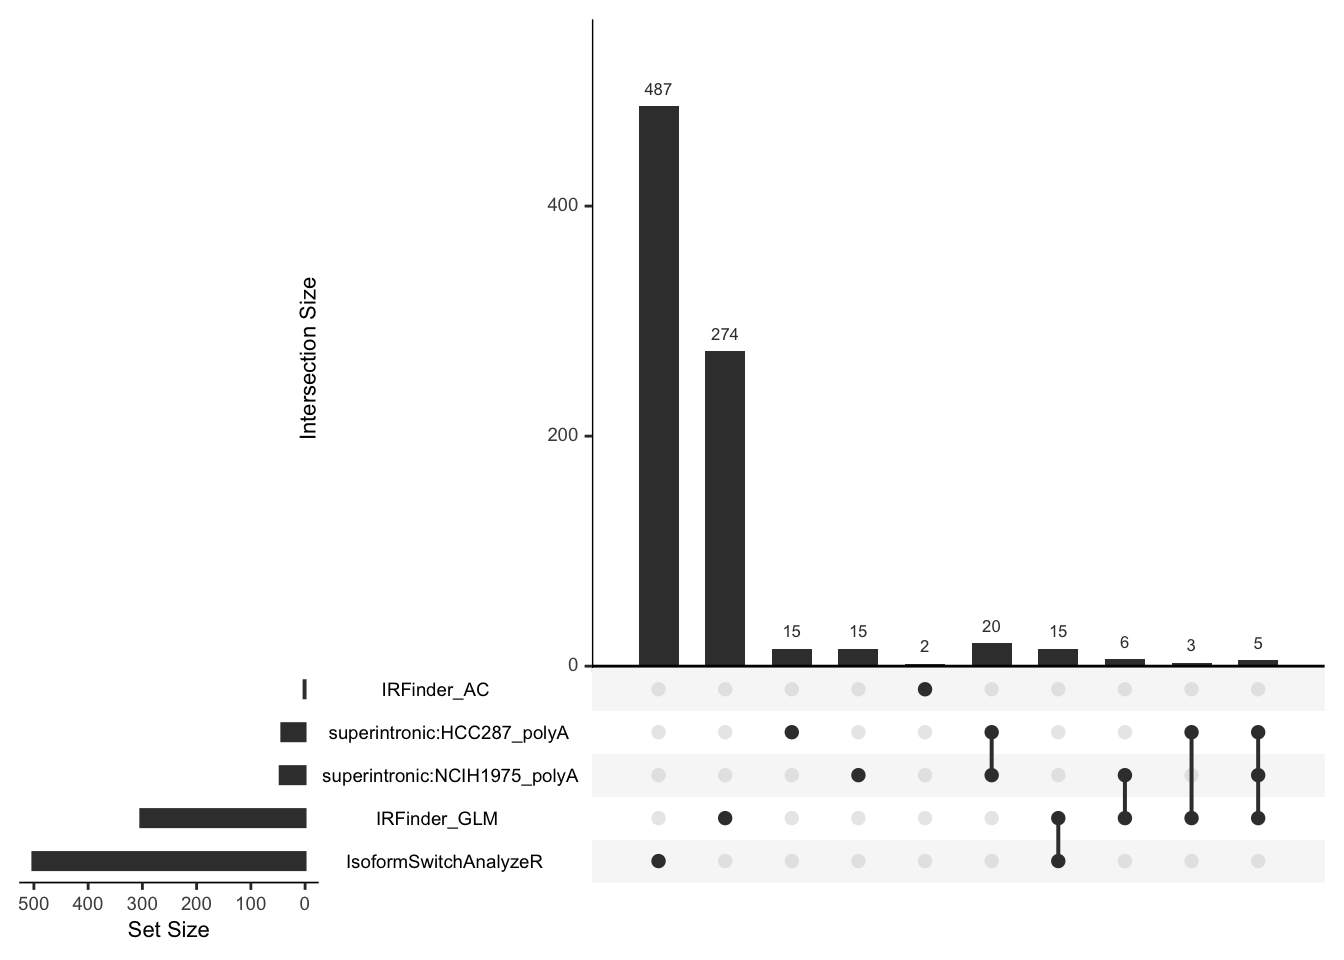 487
274
15
15
2
20
15
6
3
5
400
200
0
Intersection Size
IRFinder_AC
superintronic:HCC287_polyA
superintronic:NCIH1975_polyA
IRFinder_GLM
IsoformSwitchAnalyzeR
500 400 300 200 100 0
Set Size